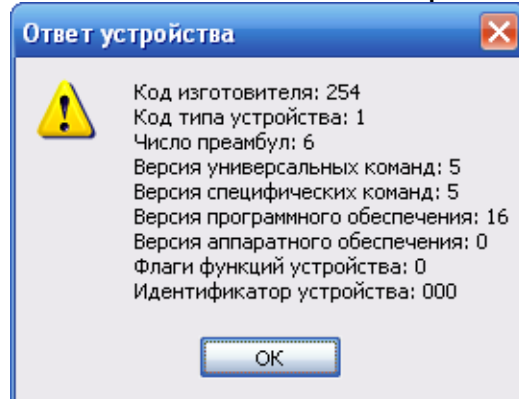 Ответ устройства
Код изготовителя: 254
Код типа устройства: 1
Число преамбул: 6
Версия универсальных команд: 5
Версия специфических команд: 5
Версия программного обеспечения: 16
Версия аппаратного обеспечения: 0
Флаги функций устройства: 0
Идентификатор устройства: 000
ОК